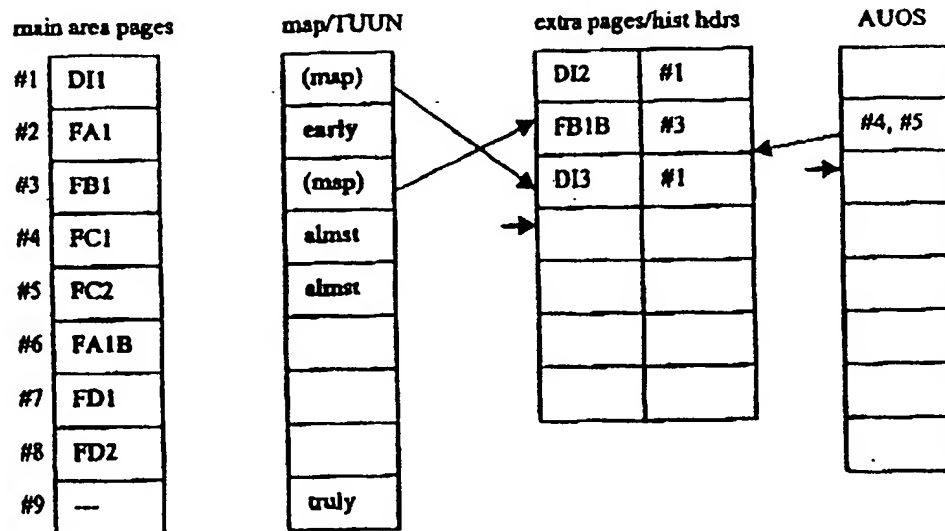 main area pages map/TUUN extra pages/hist hdrs AUOS
#1 DI1 (map) DI2 #1
#2 FA1 early FB1B #3 #4, #5
#3 FB1 (map) DI3 #1
#4 FC1 almst
#5 FC2 almst
#6 FA1B
#7 FD1
#8 FD2
#9 --- truly